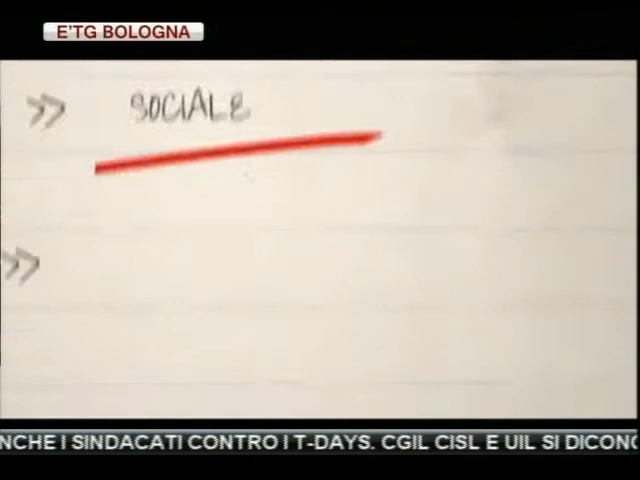 E'TG BOLOGNA
>> SOCIALE
>>
NCHE I SINDACATI CONTRO I T-DAYS. CGIL CISL E UIL SI DICONO